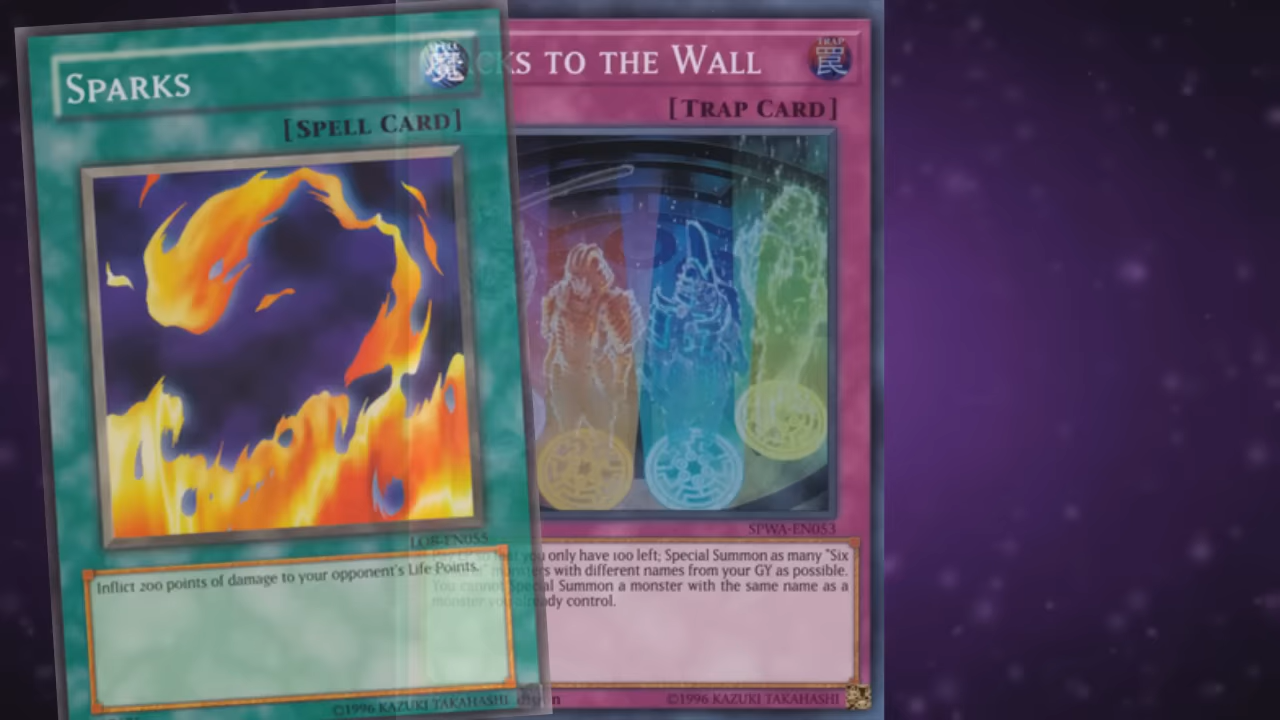 SPARKS
[SPELL CARD]
LOB-EN055
Inflict 200 points of damage to your opponent's Life Points.
©1996 KAZUKI TAKAHASHI
CKS TO THE WALL
TRAP
罠
[TRAP CARD]
SPWA-EN053
you only have 100 left; Special Summon as many "Six
monsters with different names from your GY as possible.
You cannot Special Summon a monster with the same name as a
monster you already control.
©1996 KAZUKI TAKAHASHI